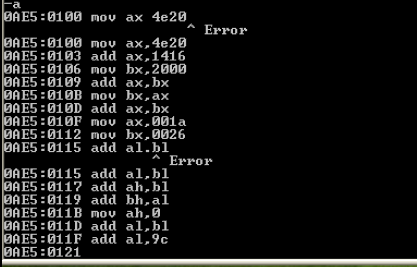 -a
0AE5:0100 mov ax 4e20
^ Error
0AE5:0100 mov ax,4e20
0AE5:0103 add ax,1416
0AE5:0106 mov bx,2000
0AE5:0109 add ax,bx
0AE5:010B mov bx,ax
0AE5:010D add ax,bx
0AE5:010F mov ax,001a
0AE5:0112 mov bx,0026
0AE5:0115 add al.bl
^ Error
0AE5:0115 add al,bl
0AE5:0117 add ah,bl
0AE5:0119 add bh,al
0AE5:011B mov ah,0
0AE5:011D add al,bl
0AE5:011F add al,9c
0AE5:0121